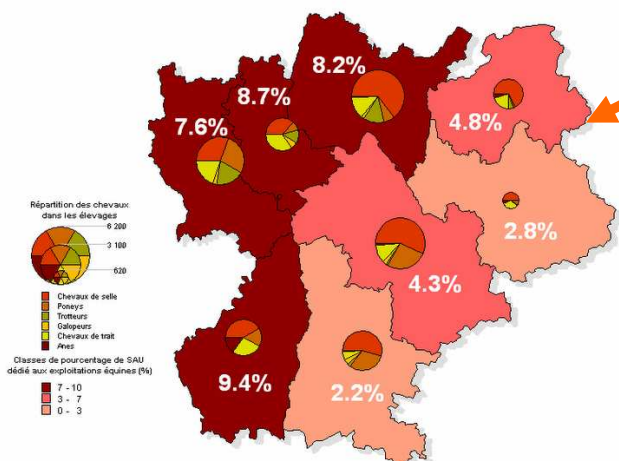 8.2%
8.7%
4.8%
7.6%
2.8%
4.3%
9.4%
2.2%
Répartition des chevaux
dans les élevages
6 200
3 100
620
Chevaux de selle
Poneys
Trotteurs
Galopeurs
Chevaux de trait
Anes
Classes de pourcentage de SAU
dédié aux exploitations équines (%)
7 - 10
3 - 7
0 - 3